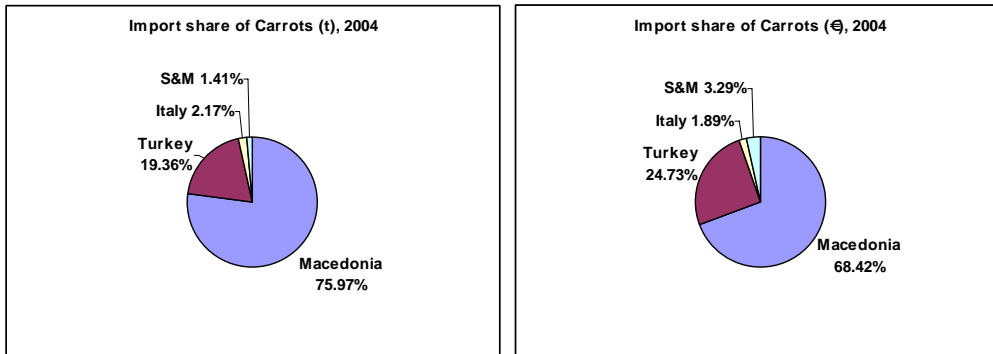 Import share of Carrots (t), 2004
S&M 1.41%
Italy 2.17%
Turkey
19.36%
Macedonia
75.97%
Import share of Carrots (€), 2004
S&M 3.29%
Italy 1.89%
Turkey
24.73%
Macedonia
68.42%